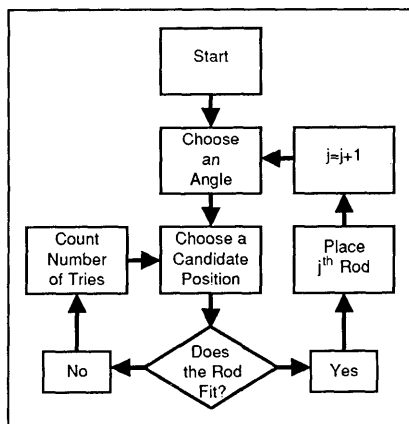 Start
Choose
an
Angle
j=j+1
Count
Number
of Tries
Choose a
Candidate
Position
Place
jth Rod
No
Does
the Rod
Fit?
Yes